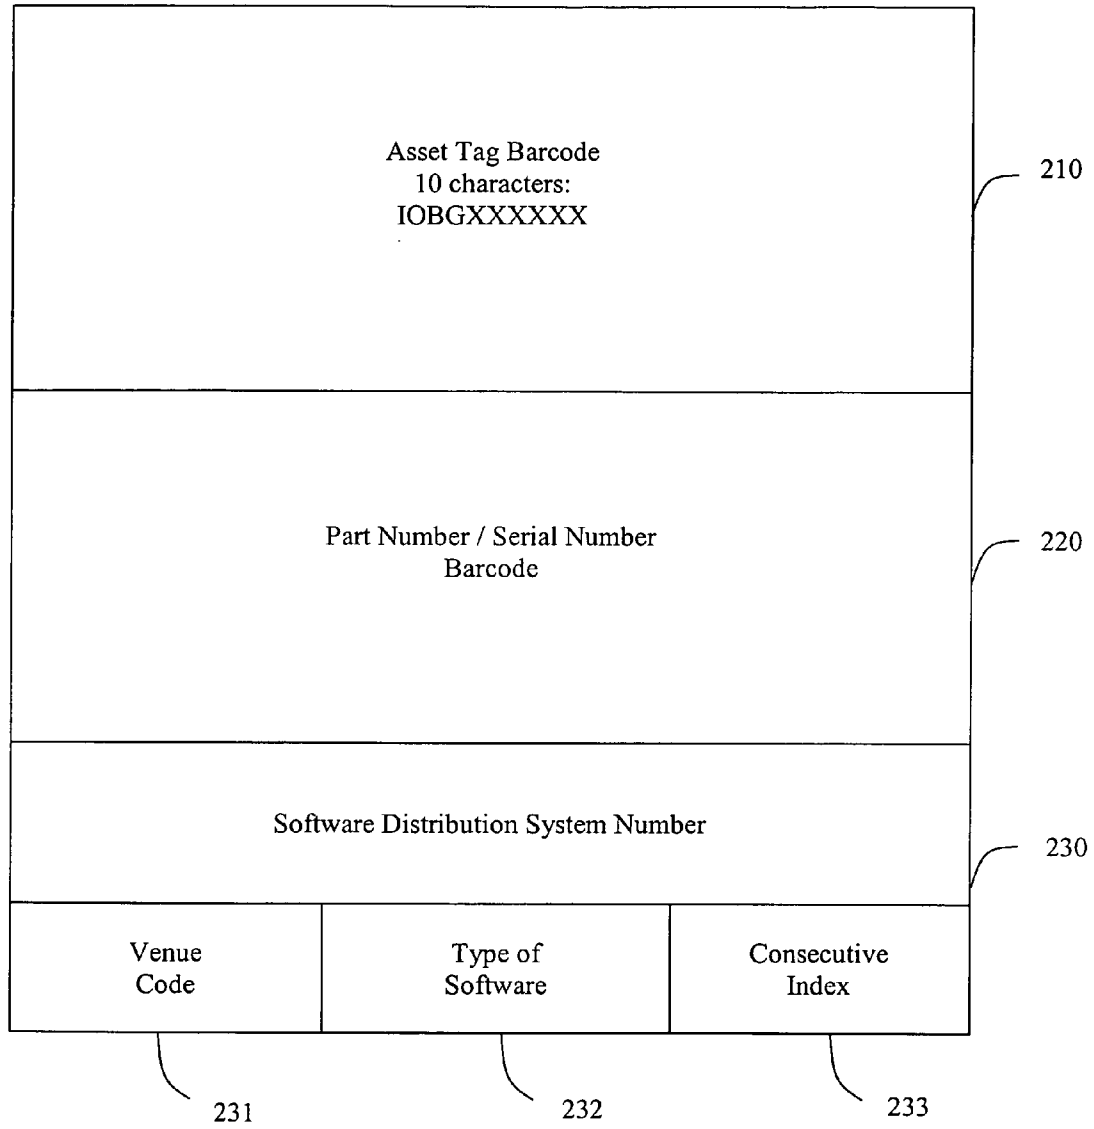 Asset Tag Barcode
10 characters:
IOBGXXXXXX
210
Part Number / Serial Number
Barcode
220
Software Distribution System Number
230
Venue
Code
Type of
Software
Consecutive
Index
231
232
233